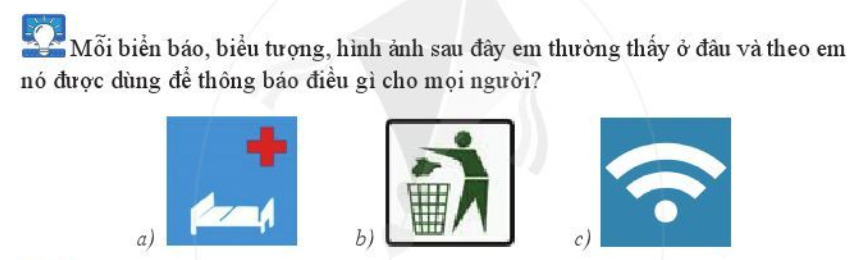 Mỗi biển báo, biểu tượng, hình ảnh sau đây em thường thấy ở đâu và theo em
nó được dùng để thông báo điều gì cho mọi người?
a) b) c)